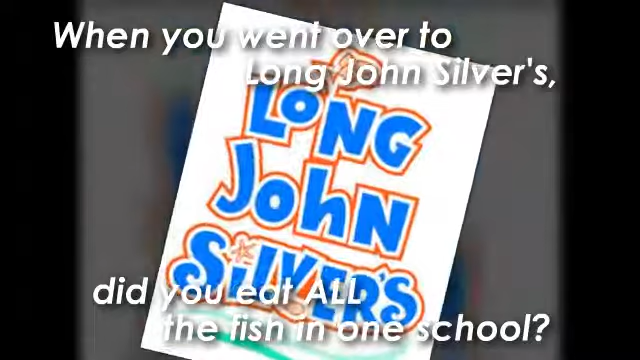 When you went over to
Long John Silver's,
LONG
JOHN
SILVER'S
did you eat ALL
the fish in one school?